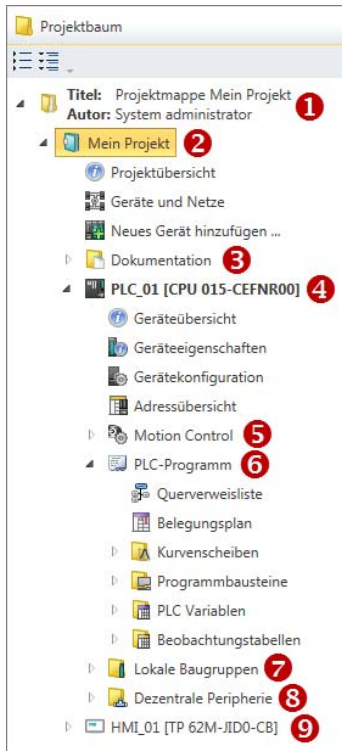 Projektbaum
Titel: Projektmappe Mein Projekt
Autor: System administrator
1
Mein Projekt 2
Projektübersicht
Geräte und Netze
Neues Gerät hinzufügen ...
Dokumentation 3
PLC_01 [CPU 015-CEFNR00] 4
Geräteübersicht
Geräteeigenschaften
Gerätekonfiguration
Adressübersicht
Motion Control 5
PLC-Programm 6
Querverweisliste
Belegungsplan
Kurvenscheiben
Programmbausteine
PLC Variablen
Beobachtungstabellen
Lokale Baugruppen 7
Dezentrale Peripherie 8
HMI_01 [TP 62M-JID0-CB] 9